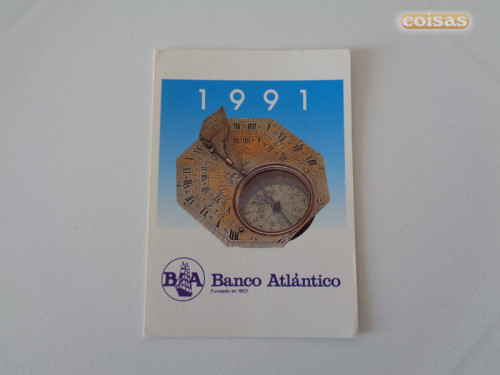 coisas
1991
BA
Banco Atlántico
Fundado en 1901